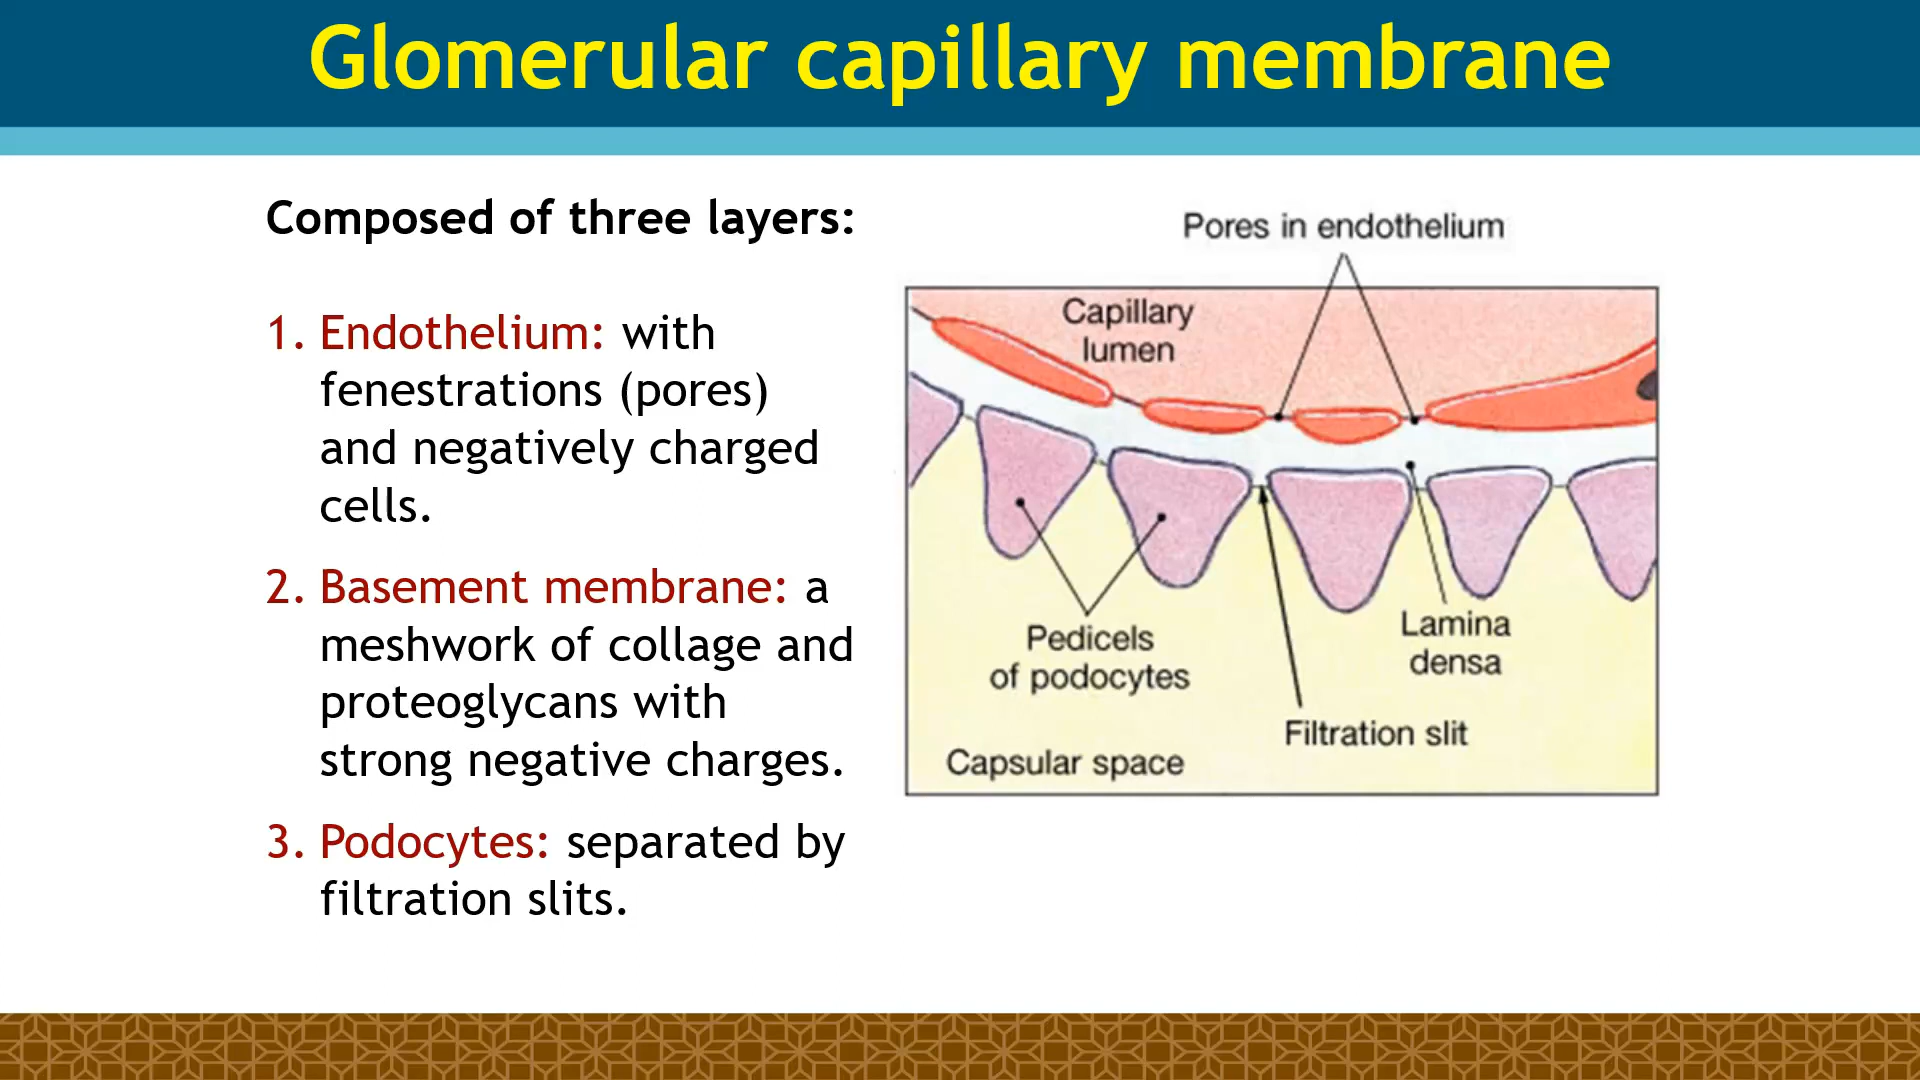 Glomerular capillary membrane
Composed of three layers:
1. Endothelium: with
fenestrations (pores)
and negatively charged
cells.
2. Basement membrane: a
meshwork of collage and
proteoglycans with
strong negative charges.
3. Podocytes: separated by
filtration slits.
Pores in endothelium
Capillary
lumen
Pedicels
of podocytes
Lamina
densa
Filtration slit
Capsular space